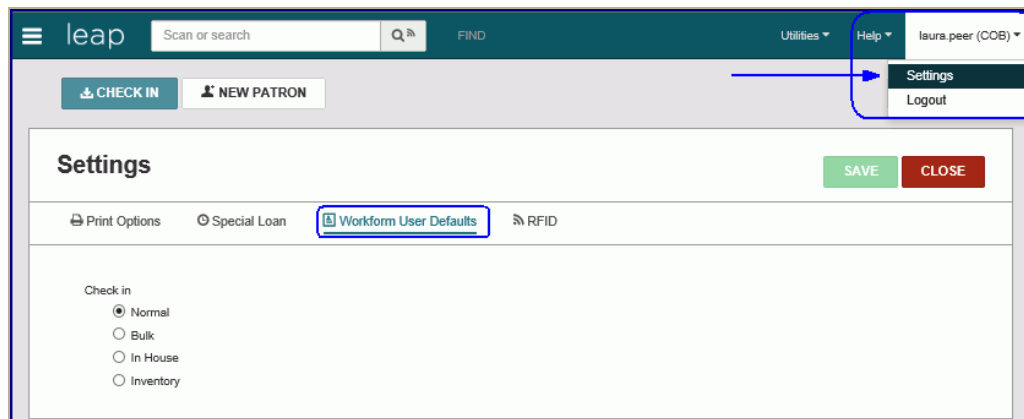 leap Scan or search FIND Utilities Help laura.peer (COB)
Settings
Logout
CHECK IN NEW PATRON
Settings SAVE CLOSE
Print Options Special Loan Workform User Defaults RFID
Check in
Normal
Bulk
In House
Inventory